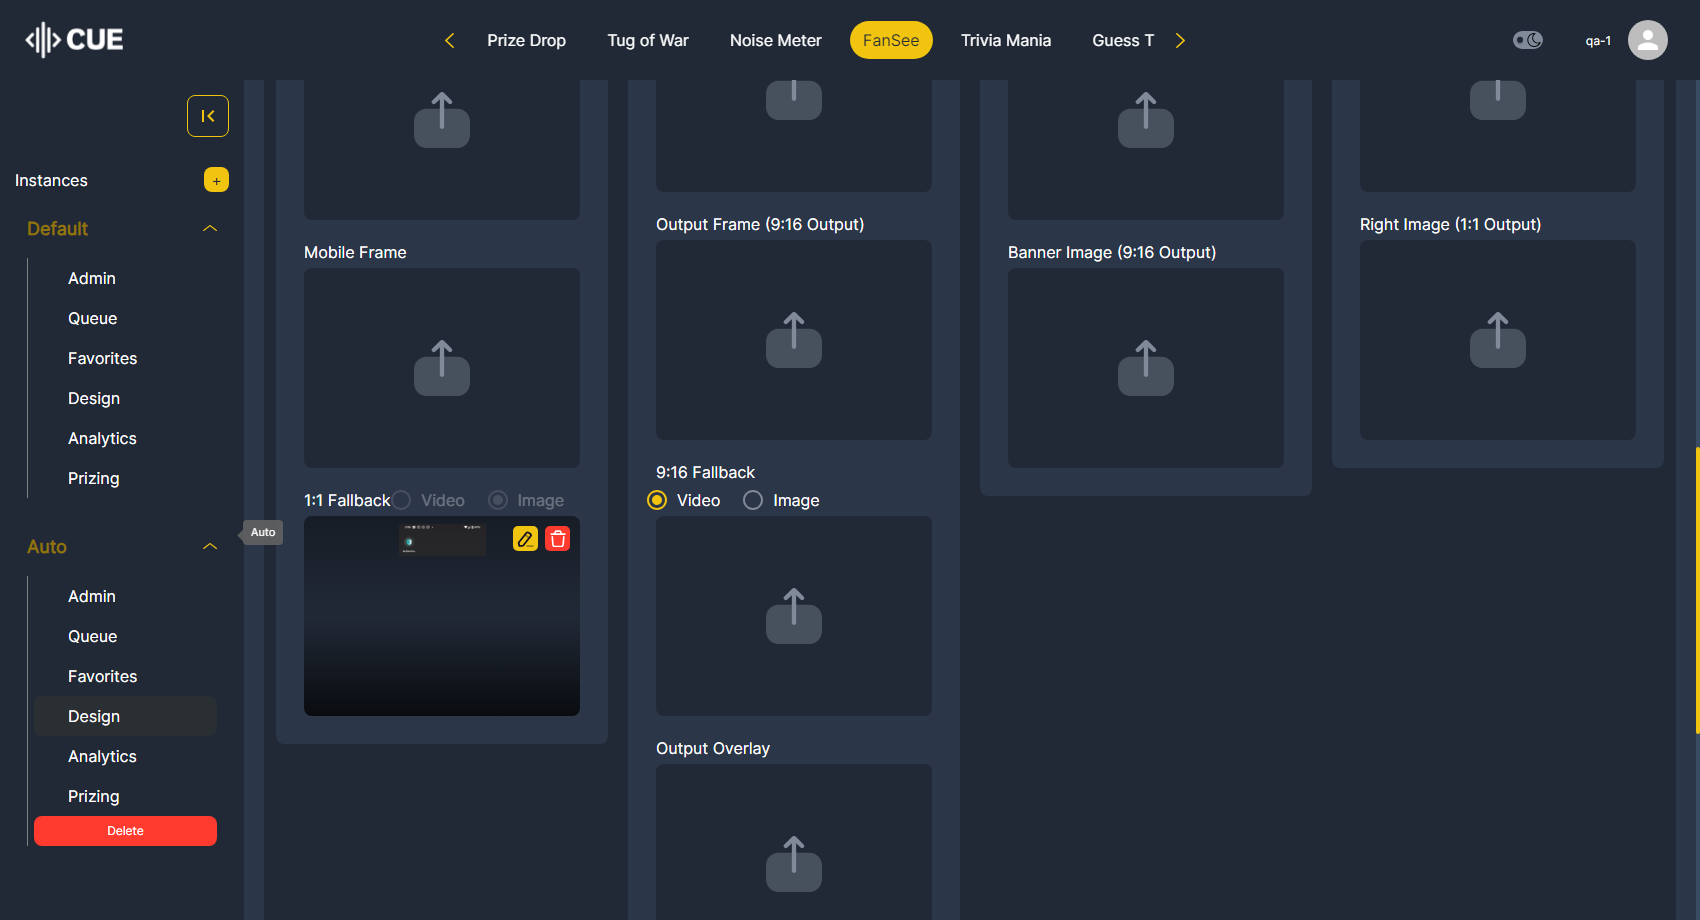 CUE
Prize Drop
Tug of War
Noise Meter
FanSee
Trivia Mania
Guess T
qa-1
Instances
+
Default
Admin
Queue
Favorites
Design
Analytics
Prizing
Auto
Auto
Admin
Queue
Favorites
Design
Analytics
Prizing
Delete
Mobile Frame
1:1 Fallback
Video
Image
Output Frame (9:16 Output)
9:16 Fallback
Video
Image
Output Overlay
Banner Image (9:16 Output)
Right Image (1:1 Output)